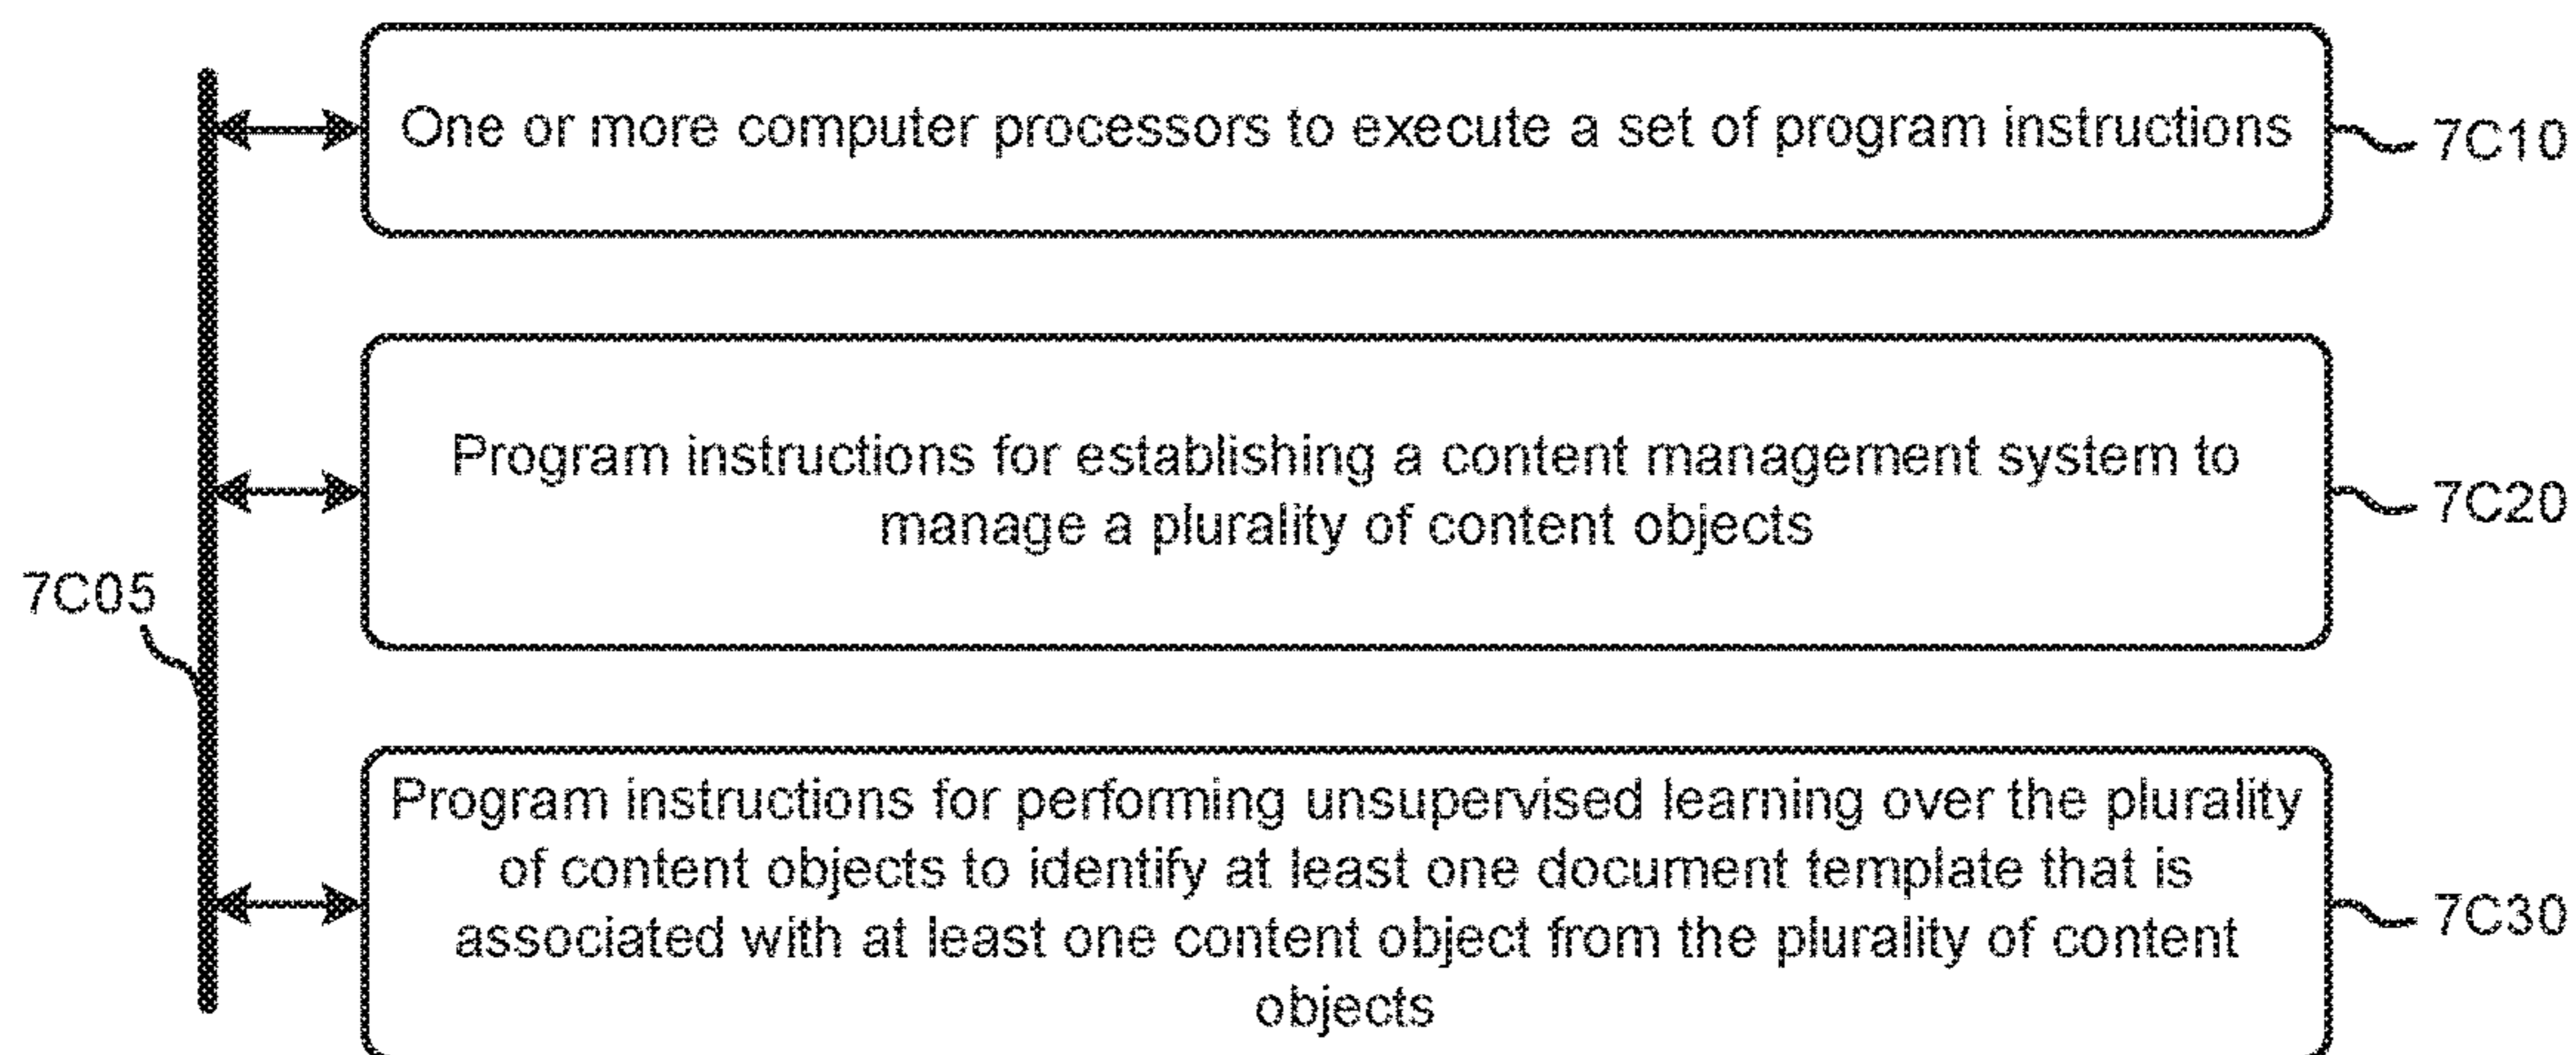 One or more computer processors to execute a set of program instructions
7C10
Program instructions for establishing a content management system to
manage a plurality of content objects
7C20
7C05
Program instructions for performing unsupervised learning over the plurality
of content objects to identify at least one document template that is
associated with at least one content object from the plurality of content
objects
7C30